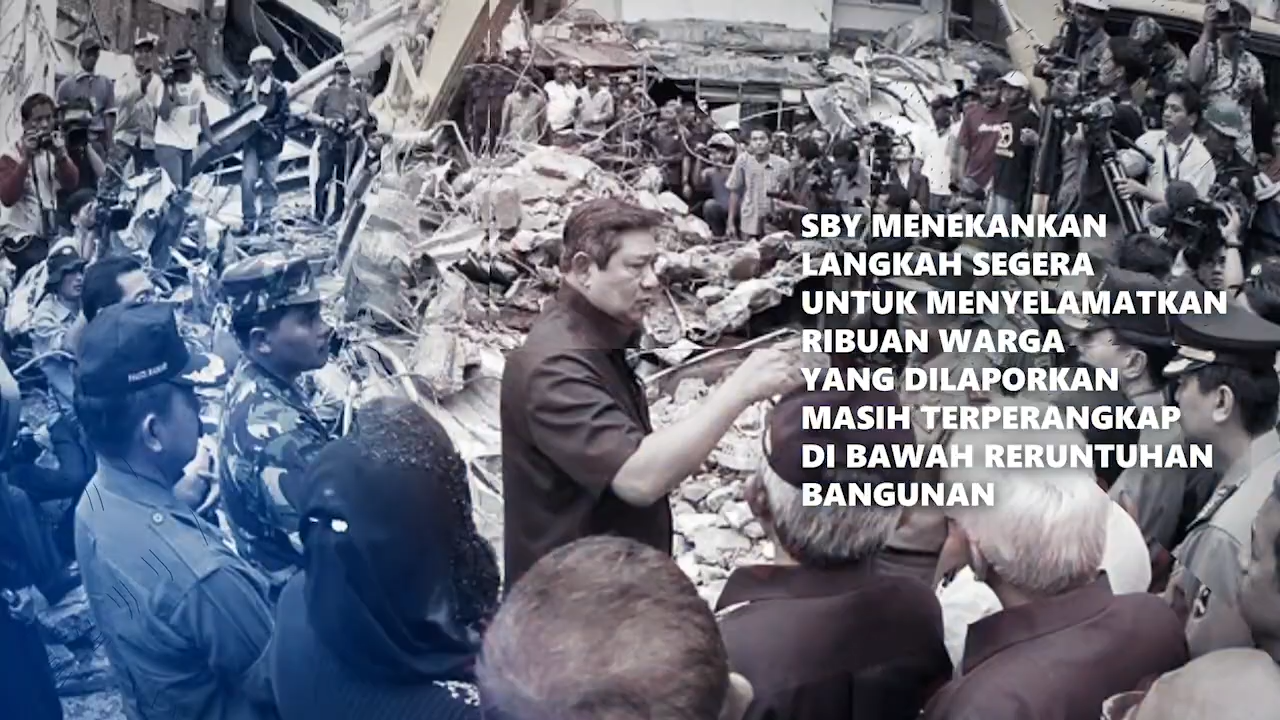 SBY MENEKANKAN
LANGKAH SEGERA
UNTUK MENYELAMATKAN
RIBUAN WARGA
YANG DILAPORKAN
MASIH TERPERANGKAP
DI BAWAH RERUNTUHAN
BANGUNAN